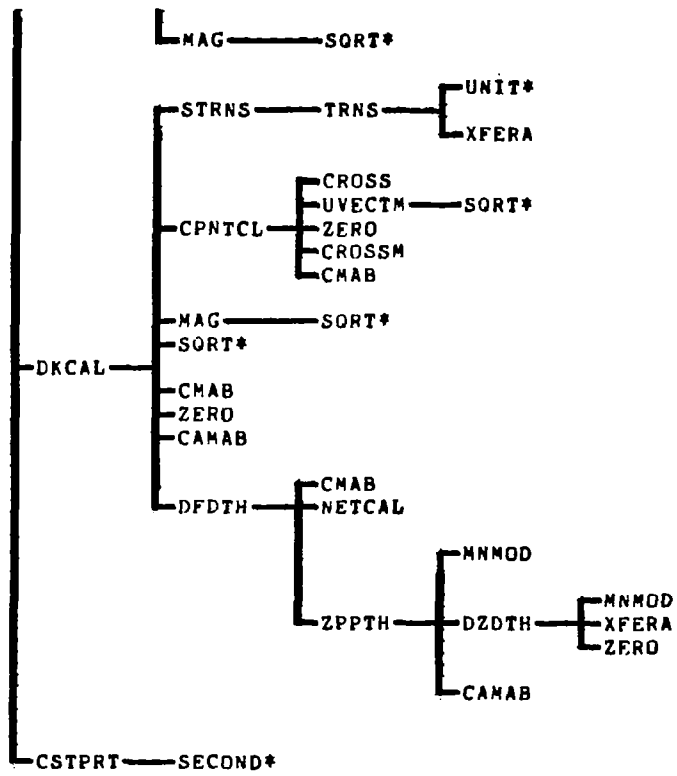 MAG SQRT*
UNIT*
STRNS TRNS
XFERA
CROSS
UVECTM SQRT*
CPNTCL ZERO
CROSSM
CMAB
MAG SQRT*
SQRT*
DKCAL
CMAB
ZERO
CAMAB
CMAB
DFDTH NETCAL
MNMOD
MNMOD
ZPPTH DZDTH XFERA
ZERO
CAMAB
CSTPRT SECOND*